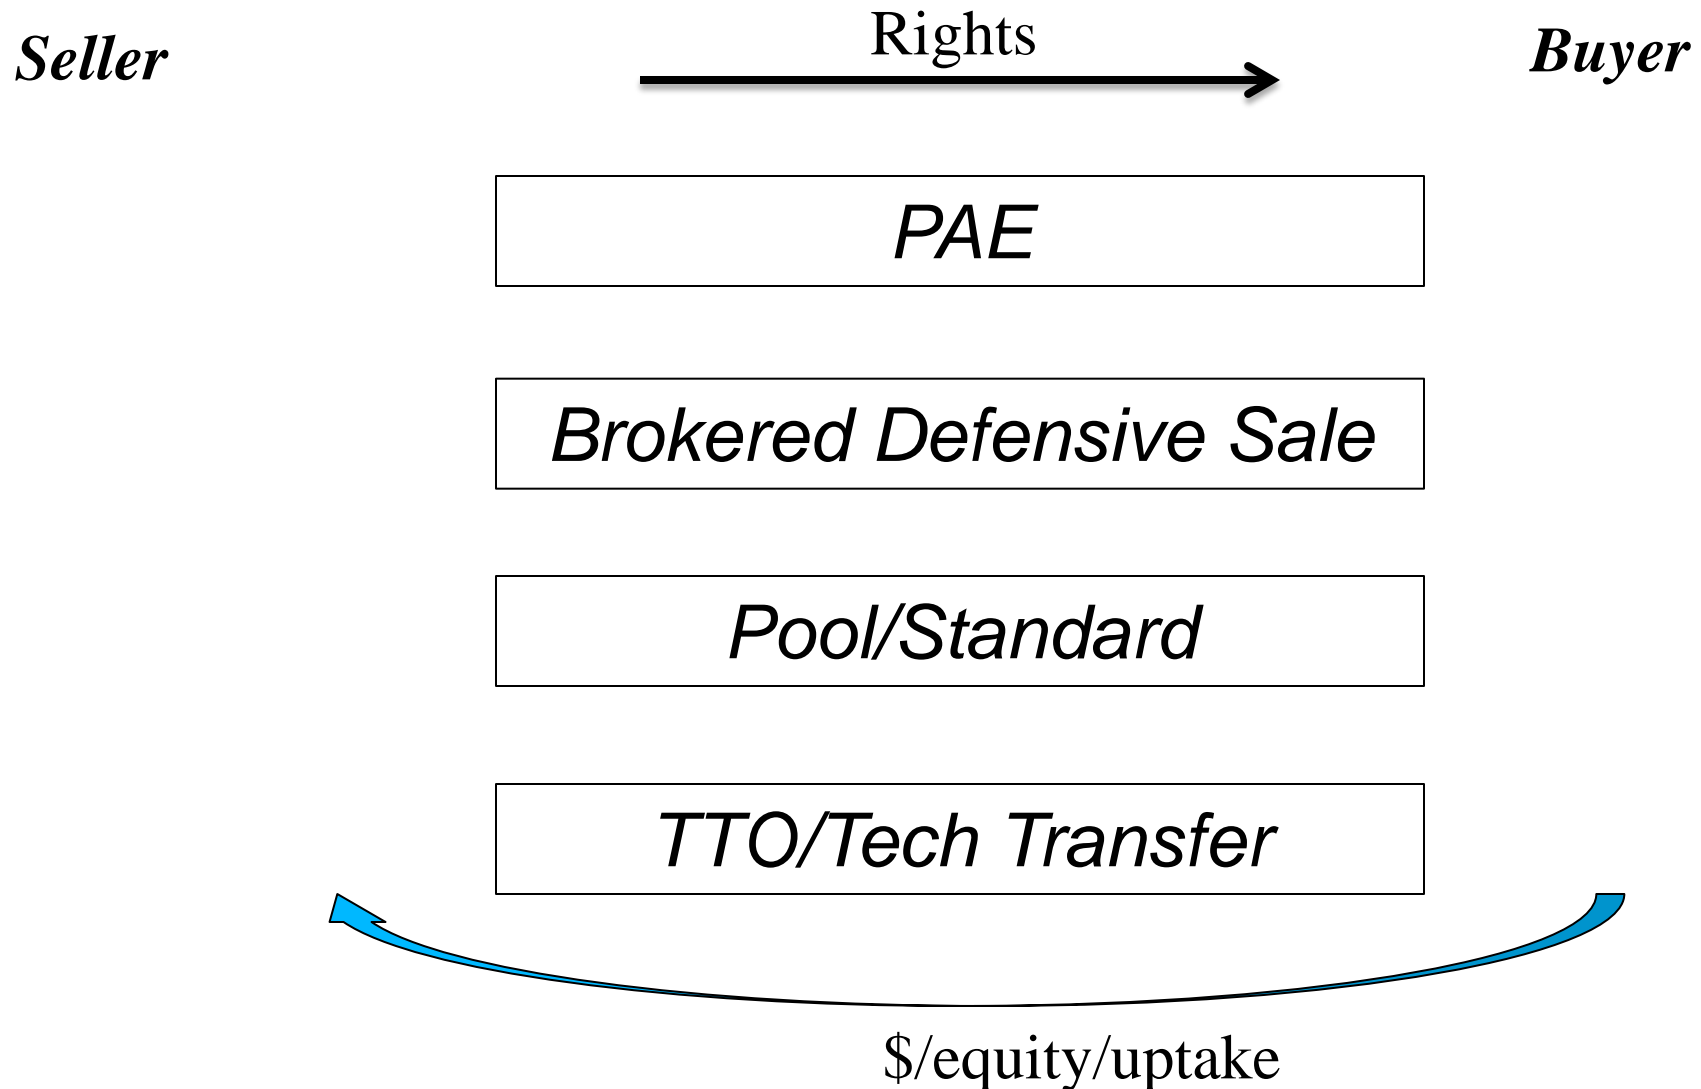 Seller
Rights
Buyer
PAE
Brokered Defensive Sale
Pool/Standard
TTO/Tech Transfer
$/equity/uptake